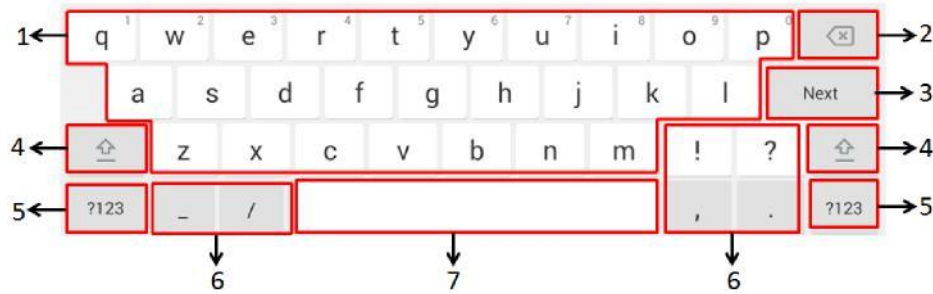 1 q 1 w 2 e 3 r 4 t 5 y 6 u 7 i 8 o 9 p 0 2
a s d f g h j k l Next 3
4 z x c v b n m ! ? 4
5 ?123 _ / , . ?123 5
6 7 6